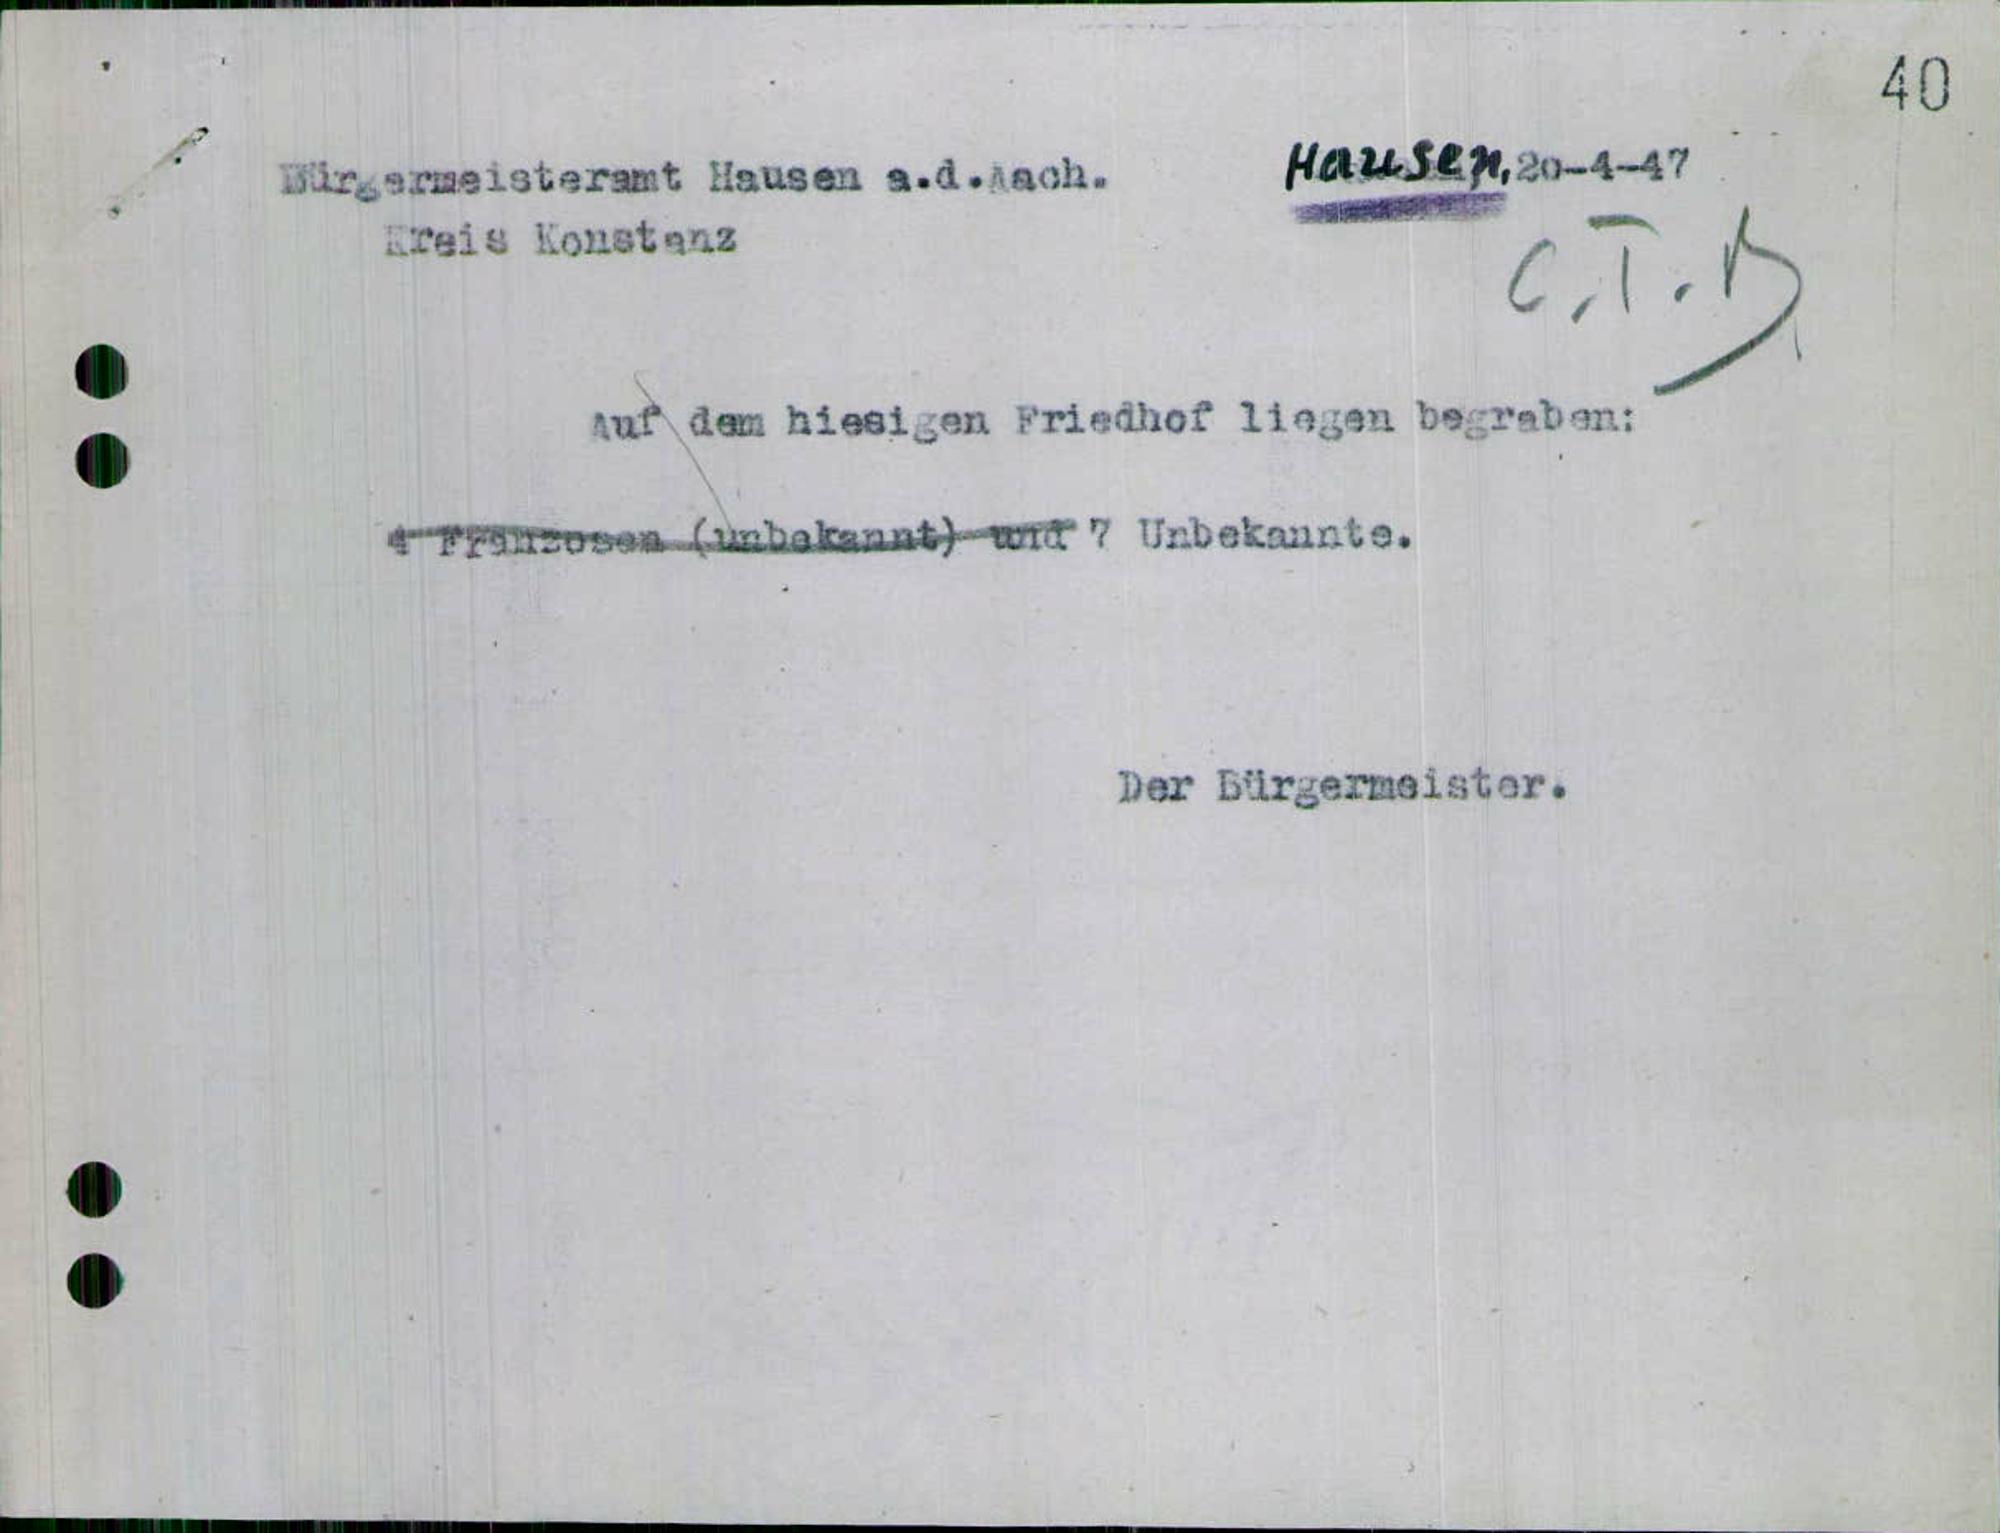 40
Bürgermeisteramt Hausen a.d.Aach. Hausen, 20-4-47
Kreis Konstanz
C.T.B
Auf dem hiesigen Friedhof liegen begraben:
4 Franzosen (unbekannt) und 7 Unbekannte.
Der Bürgermeister.